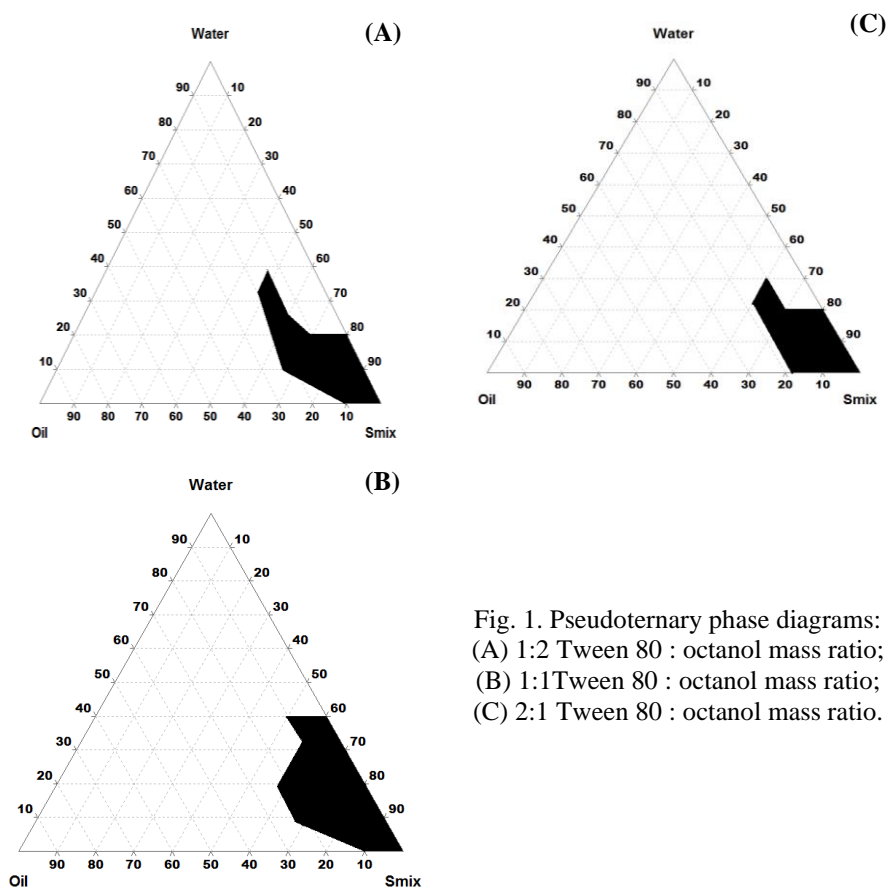 Water
(A)
90 10
80 20
70 30
60 40
50 50
40 60
30 70
20 80
10 90
90 80 70 60 50 40 30 20 10
Oil Smix
Water
(C)
90 10
80 20
70 30
60 40
50 50
40 60
30 70
20 80
10 90
90 80 70 60 50 40 30 20 10
Oil Smix
Water
(B)
90 10
80 20
70 30
60 40
50 50
40 60
30 70
20 80
10 90
90 80 70 60 50 40 30 20 10
Oil Smix
Fig. 1. Pseudoternary phase diagrams:
(A) 1:2 Tween 80 : octanol mass ratio;
(B) 1:1Tween 80 : octanol mass ratio;
(C) 2:1 Tween 80 : octanol mass ratio.